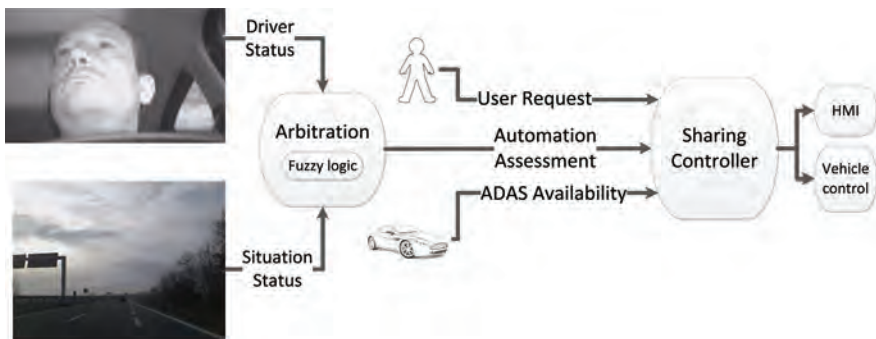 Driver
Status
User Request
Arbitration
Fuzzy logic
Automation
Assessment
Sharing
Controller
HMI
Vehicle
control
ADAS Availability
Situation
Status